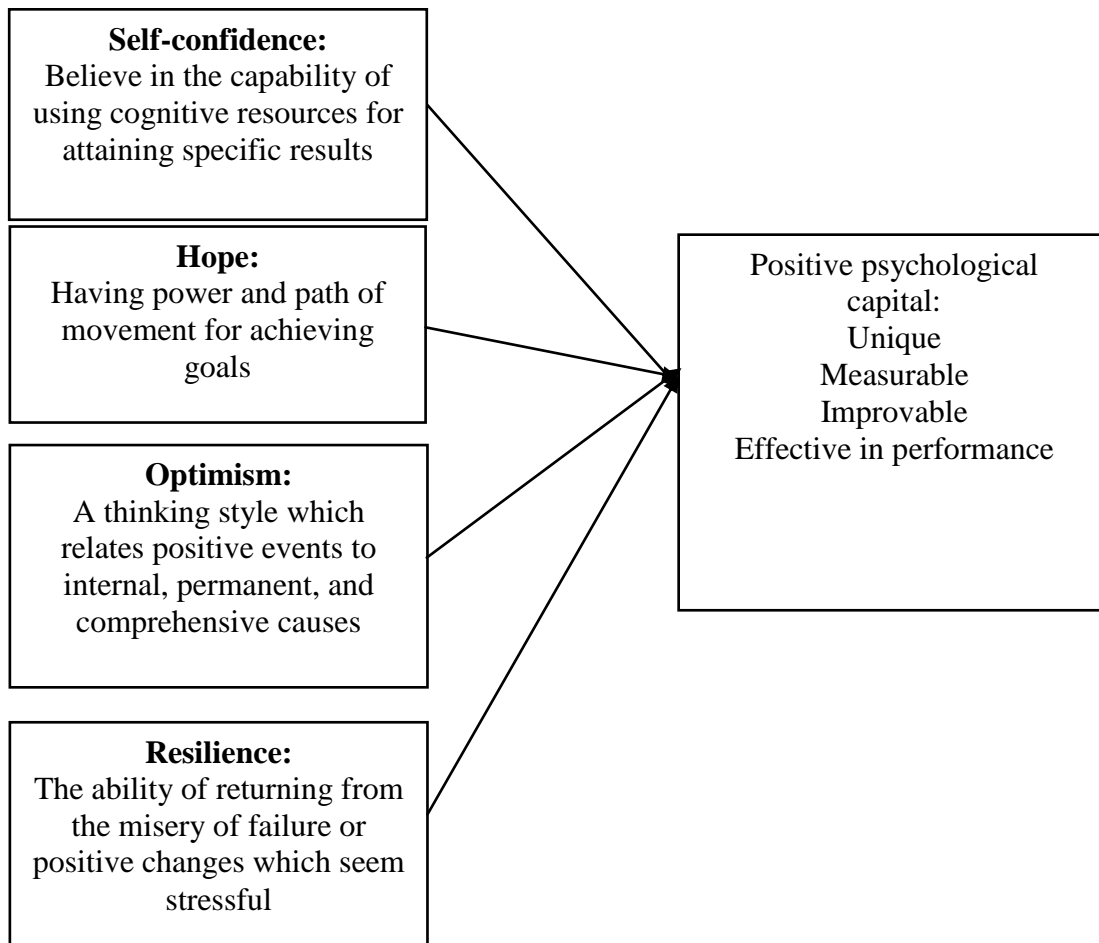 Self-confidence:
Believe in the capability of
using cognitive resources for
attaining specific results
Hope:
Having power and path of
movement for achieving
goals
Optimism:
A thinking style which
relates positive events to
internal, permanent, and
comprehensive causes
Resilience:
The ability of returning from
the misery of failure or
positive changes which seem
stressful
Positive psychological
capital:
Unique
Measurable
Improvable
Effective in performance